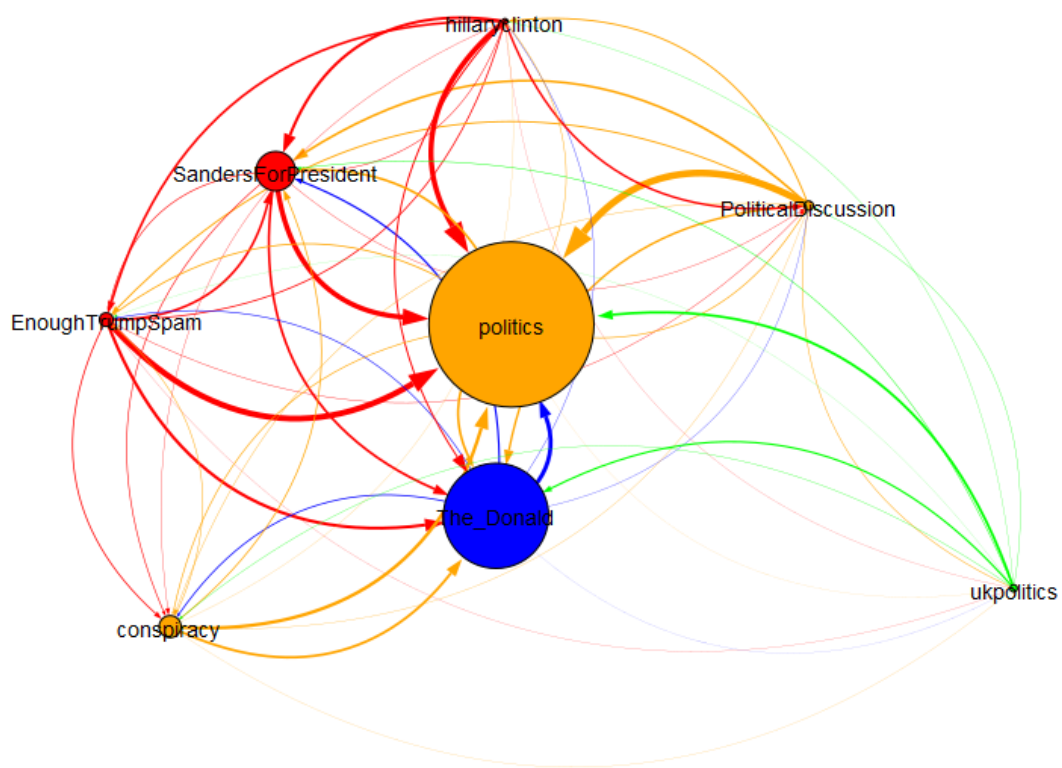 hillaryclinton
SandersForPresident
PoliticalDiscussion
EnoughTrumpSpam
politics
The_Donald
ukpolitics
conspiracy